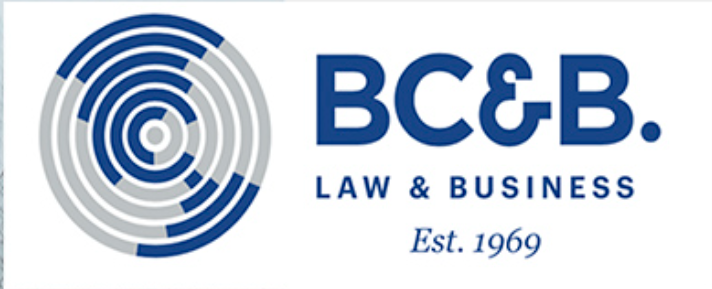 BC&B.
LAW & BUSINESS
Est. 1969